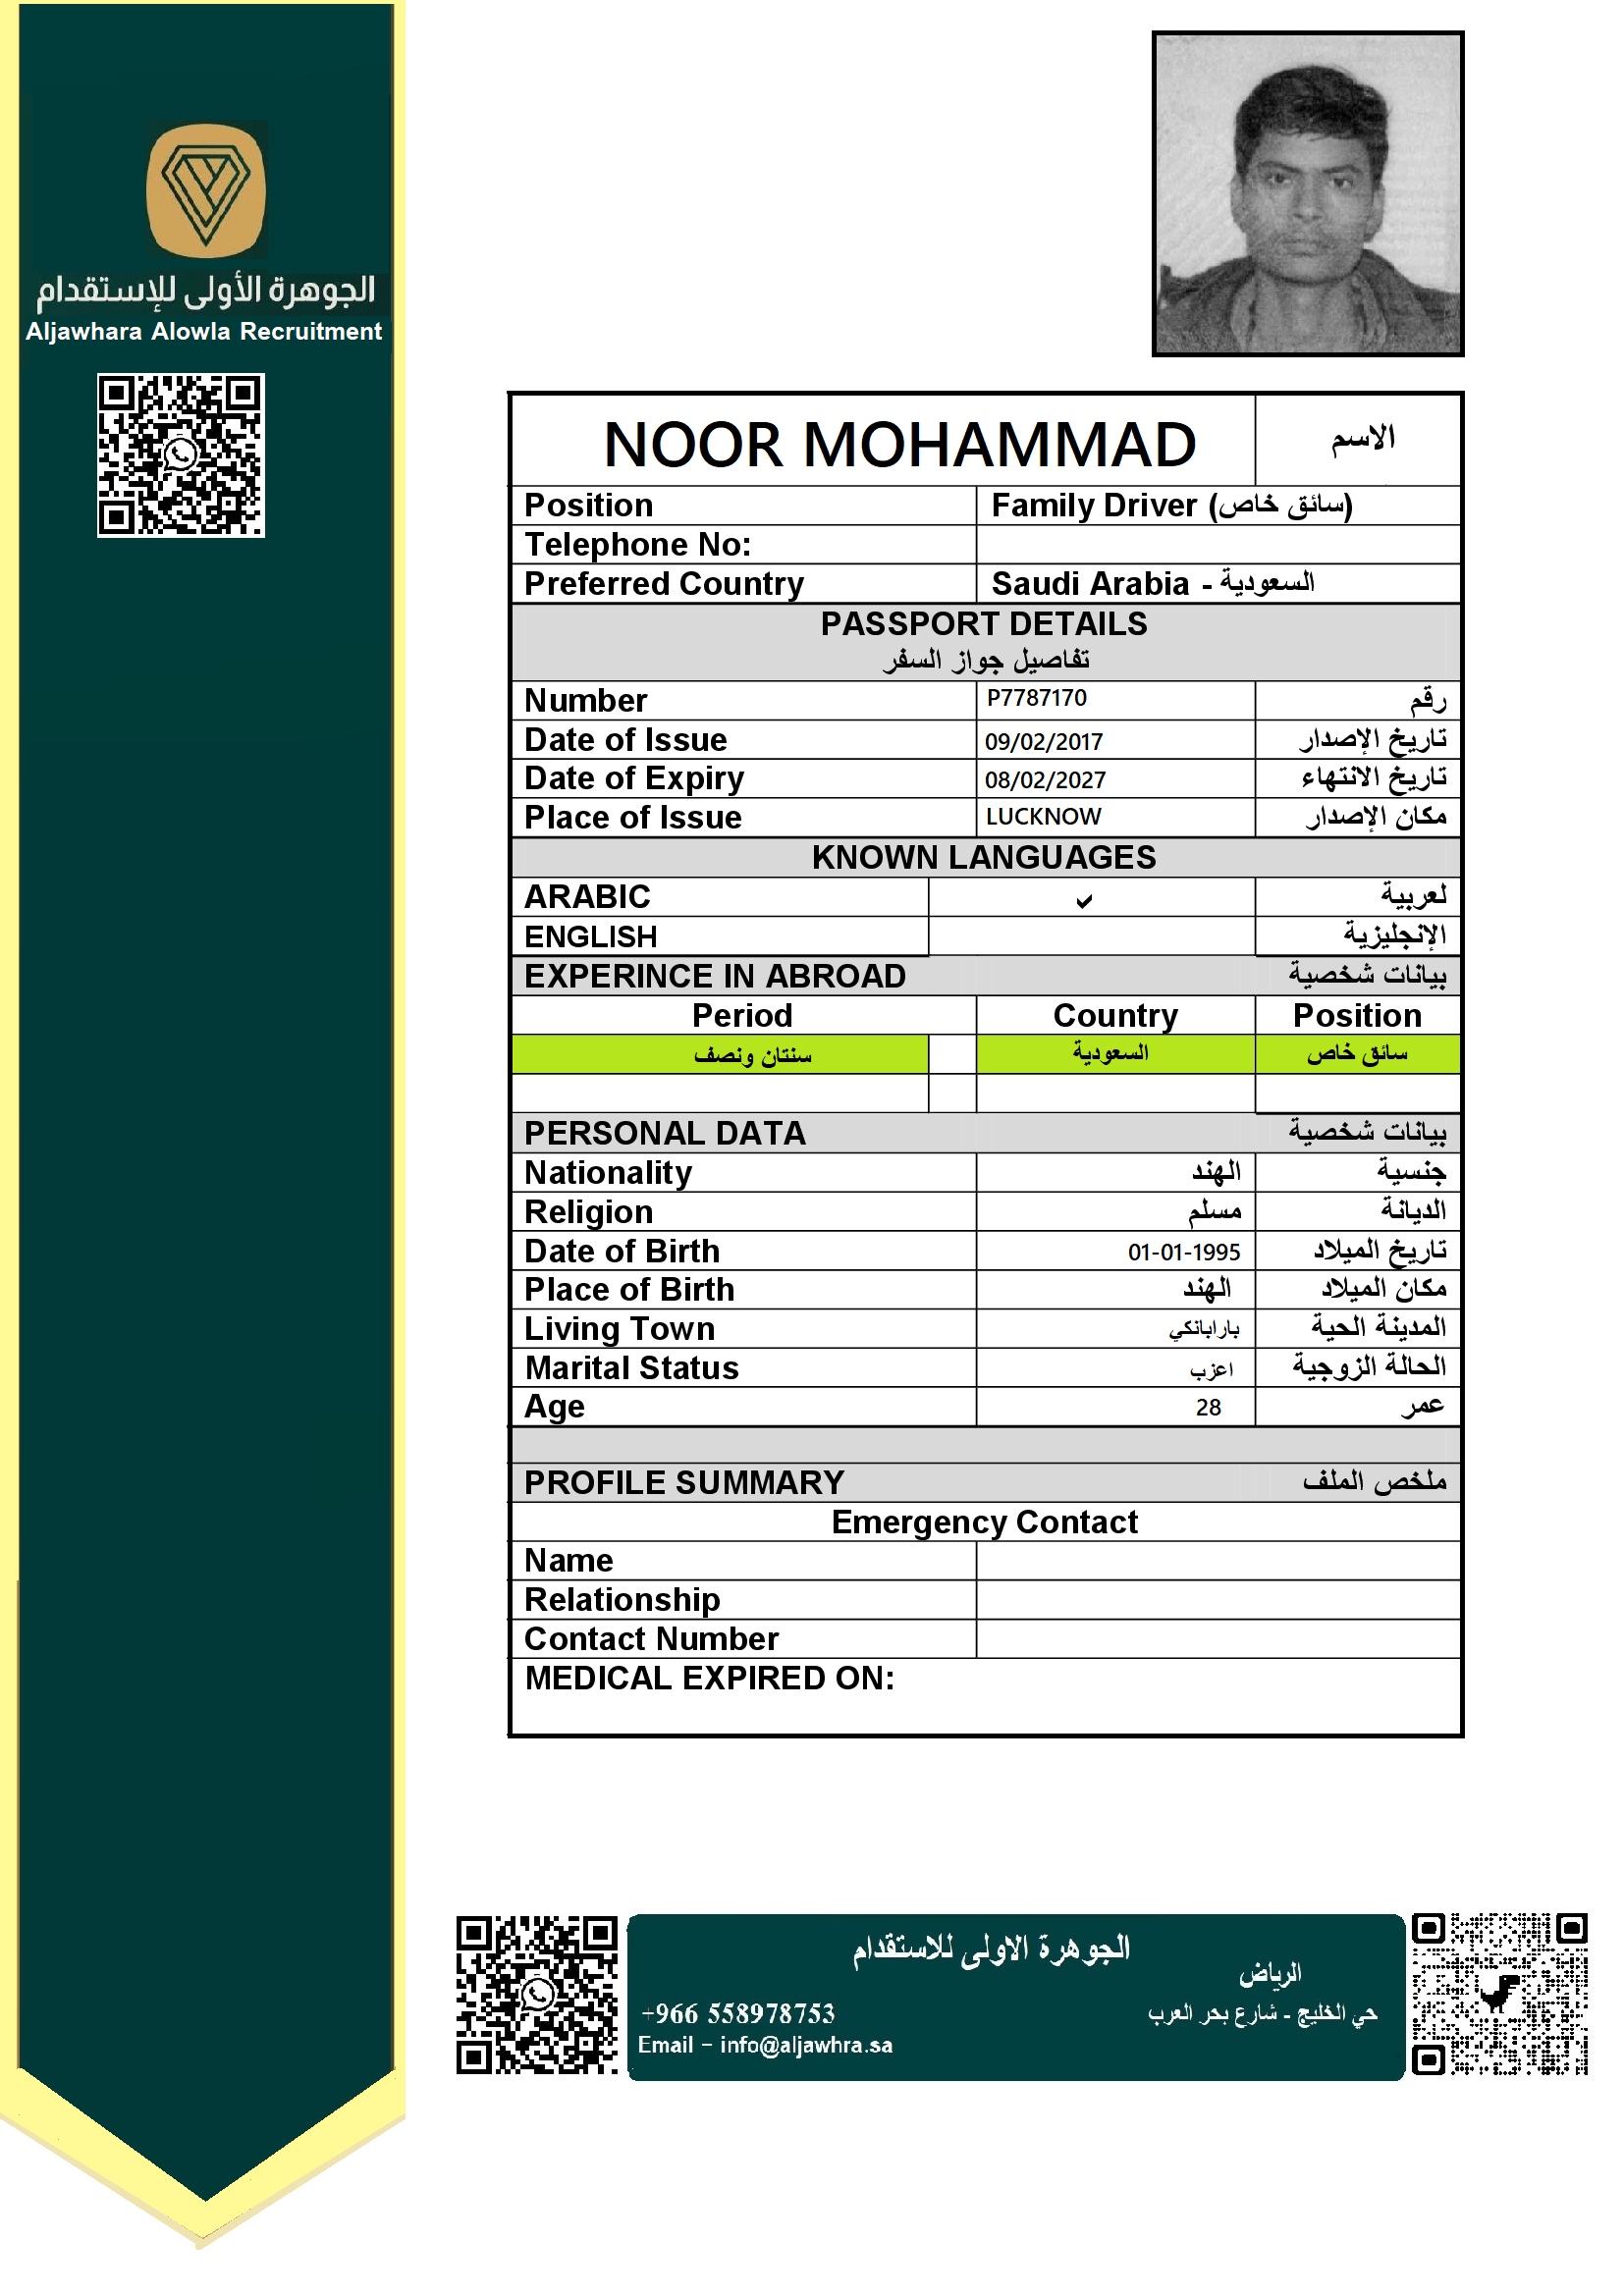 الجوهرة الأولى للإستقدام
Aljawhara Alowla Recruitment
NOOR MOHAMMAD الاسم
Position Family Driver (سائق خاص)
Telephone No:
Preferred Country Saudi Arabia - السعودية
PASSPORT DETAILS
تفاصيل جواز السفر
Number P7787170 رقم
Date of Issue 09/02/2017 تاريخ الإصدار
Date of Expiry 08/02/2027 تاريخ الانتهاء
Place of Issue LUCKNOW مكان الإصدار
KNOWN LANGUAGES
ARABIC ✓ لعربية
ENGLISH الإنجليزية
EXPERINCE IN ABROAD بيانات شخصية
Period Country Position
سنتان ونصف السعودية سائق خاص
PERSONAL DATA بيانات شخصية
Nationality الهند جنسية
Religion مسلم الديانة
Date of Birth 01-01-1995 تاريخ الميلاد
Place of Birth الهند مكان الميلاد
Living Town بارابانكي المدينة الحية
Marital Status اعزب الحالة الزوجية
Age 28 عمر
PROFILE SUMMARY ملخص الملف
Emergency Contact
Name
Relationship
Contact Number
MEDICAL EXPIRED ON:
الجوهرة الاولى للاستقدام
الرياض
+966 558978753 حي الخليج - شارع بحر العرب
Email - info@aljawhra.sa